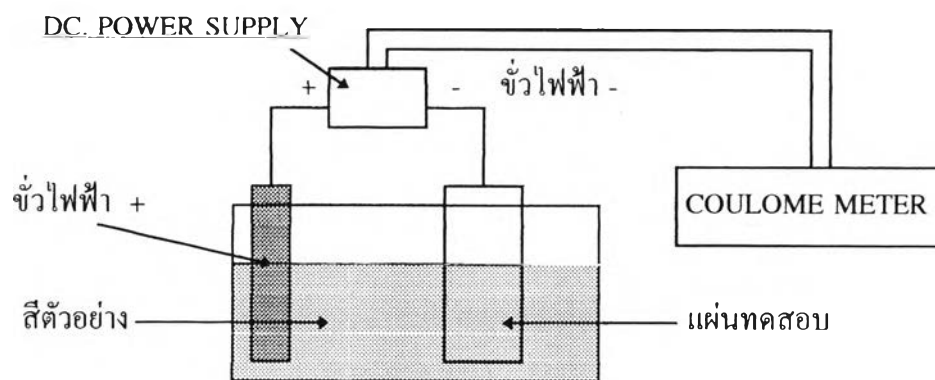 DC. POWER SUPPLY
+ - ขั่วไฟฟ้า -
ขั่วไฟฟ้า +
COULOME METER
สีตัวอย่าง
แผ่นทดสอบ